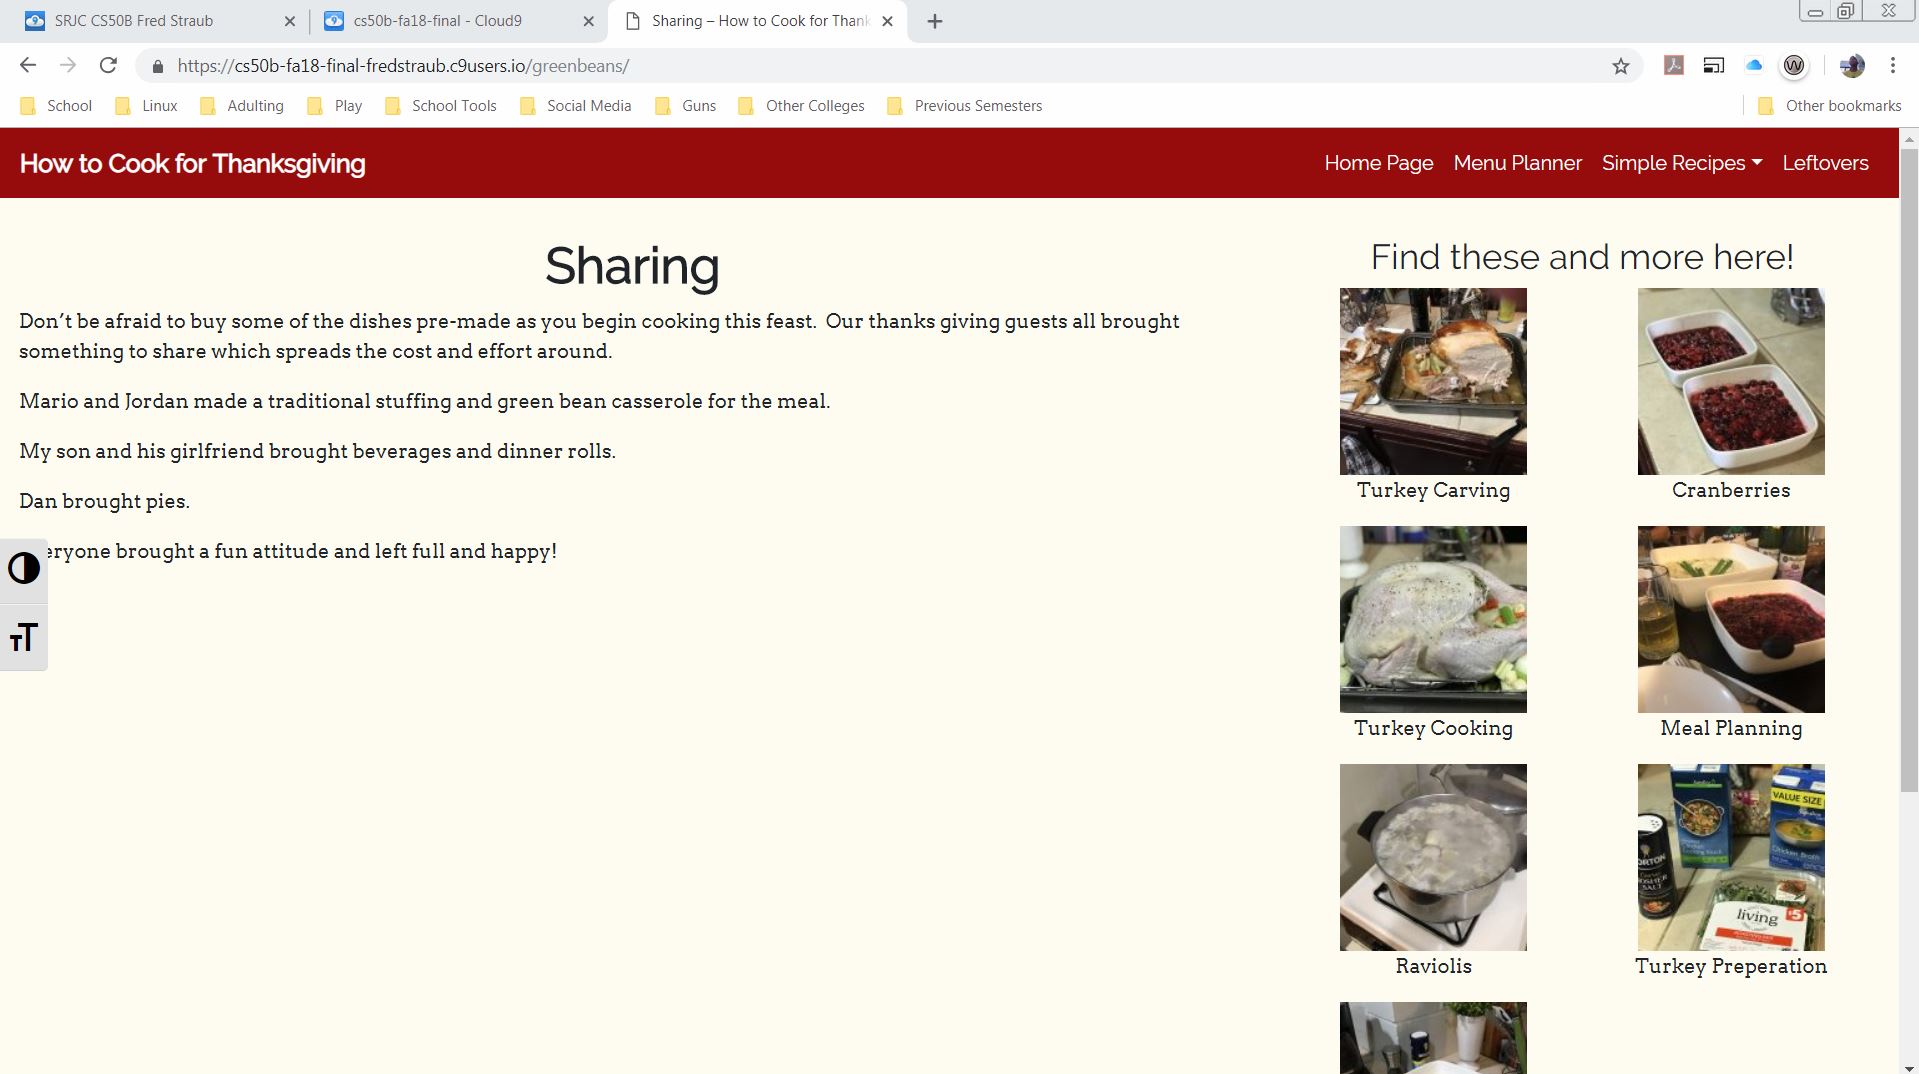 SRJC CS50B Fred Straub
cs50b-fa18-final - Cloud9
Sharing – How to Cook for Thank
https://cs50b-fa18-final-fredstraub.c9users.io/greenbeans/
School Linux Adulting Play School Tools Social Media Guns Other Colleges Previous Semesters Other bookmarks
How to Cook for Thanksgiving
Home Page Menu Planner Simple Recipes Leftovers
Sharing
Don’t be afraid to buy some of the dishes pre-made as you begin cooking this feast. Our thanks giving guests all brought
something to share which spreads the cost and effort around.
Mario and Jordan made a traditional stuffing and green bean casserole for the meal.
My son and his girlfriend brought beverages and dinner rolls.
Dan brought pies.
eryone brought a fun attitude and left full and happy!
TT
Find these and more here!
Turkey Carving
Cranberries
Turkey Cooking
Meal Planning
Raviolis
VALUE SIZE
Chicken Broth
ORTON
KOSHER
SALT
living
$5
Turkey Preperation